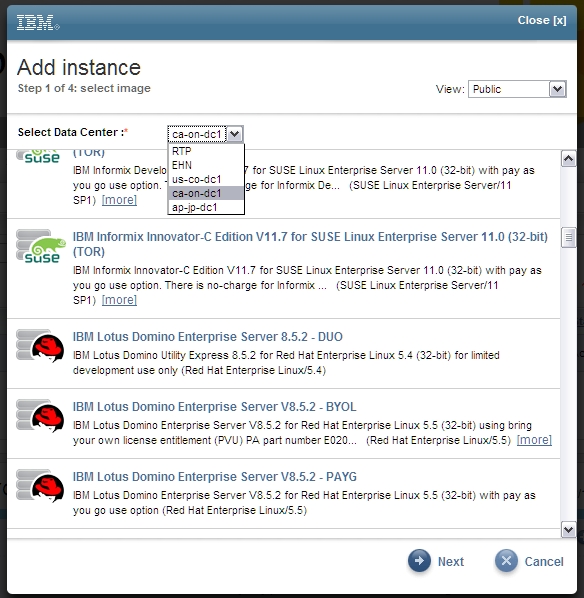 IBM
Close [x]
Add instance
Step 1 of 4: select image
View: Public
Select Data Center :* ca-on-dc1
RTP
EHN
us-co-dc1
ca-on-dc1
ap-jp-dc1
SUSE
(TOR)
IBM Informix Develo 7 for SUSE Linux Enterprise Server 11.0 (32-bit) with pay as
you go use option. T ge for Informix De... (SUSE Linux Enterprise Server/11
SP1) [more]
SUSE
IBM Informix Innovator-C Edition V11.7 for SUSE Linux Enterprise Server 11.0 (32-bit)
(TOR)
IBM Informix Innovator-C Edition V11.7 for SUSE Linux Enterprise Server 11.0 (32-bit) with pay as
you go use option. There is no-charge for Informix ... (SUSE Linux Enterprise Server/11
SP1) [more]
IBM Lotus Domino Enterprise Server 8.5.2 - DUO
IBM Lotus Domino Utility Express 8.5.2 for Red Hat Enterprise Linux 5.4 (32-bit) for limited
development use only (Red Hat Enterprise Linux/5.4)
IBM Lotus Domino Enterprise Server V8.5.2 - BYOL
IBM Lotus Domino Enterprise Server V8.5.2 for Red Hat Enterprise Linux 5.5 (32-bit) using bring
your own license entitlement (PVU) PA part number E020... (Red Hat Enterprise Linux/5.5) [more]
IBM Lotus Domino Enterprise Server V8.5.2 - PAYG
IBM Lotus Domino Enterprise Server V8.5.2 for Red Hat Enterprise Linux 5.5 (32-bit) with pay as
you go use option (Red Hat Enterprise Linux/5.5)
Next
Cancel